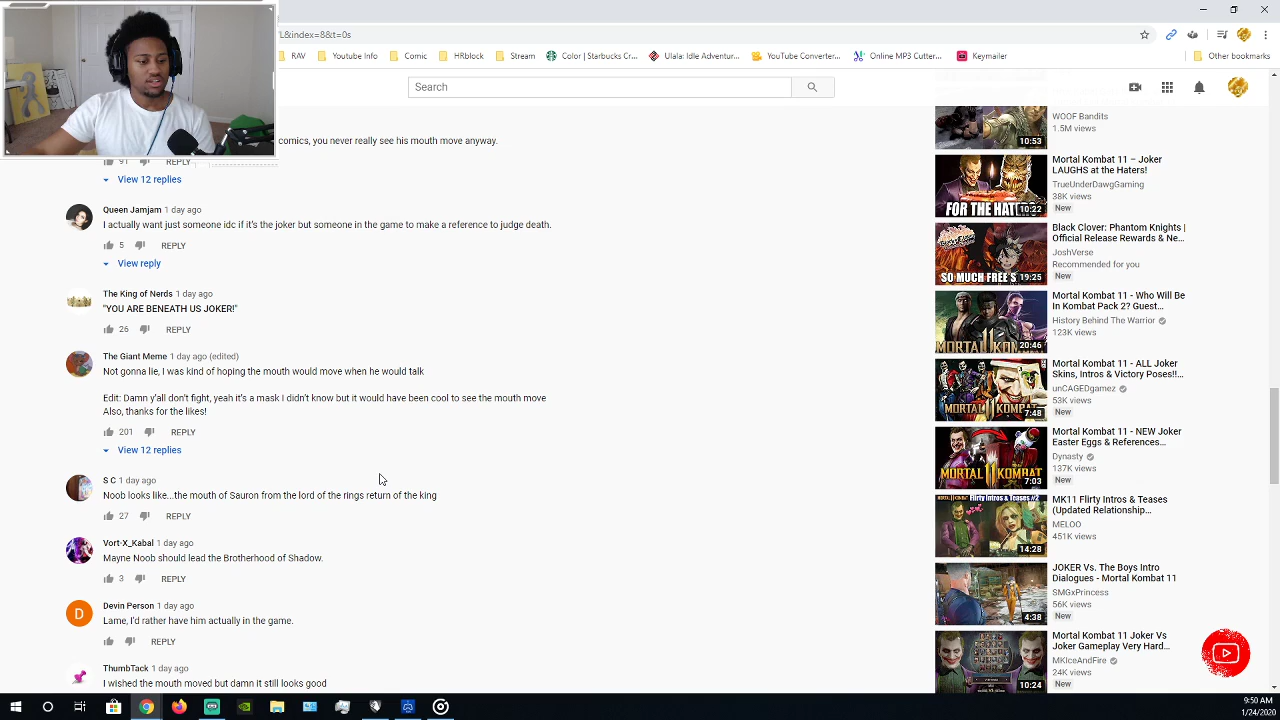 L&index=8&t=0s
RAV
Youtube Info
Comic
HRblock
Stream
Color | Starbucks Cr...
Ulala: Idle Adventur...
YouTube Converter...
Online MP3 Cutter...
Keymailer
Other bookmarks
Search
comics, you never really see his mouth move anyway.
91 REPLY
View 12 replies
Queen Jamjam 1 day ago
I actually want just someone idc if it's the joker but someone in the game to make a reference to judge death.
5 REPLY
View reply
The King of Nerds 1 day ago
"YOU ARE BENEATH US JOKER!"
26 REPLY
The Giant Meme 1 day ago (edited)
Not gonna lie, I was kind of hoping the mouth would move when he would talk
Edit: Damn y'all don't fight, yeah it's a mask I didn't know but it would have been cool to see the mouth move
Also, thanks for the likes!
201 REPLY
View 12 replies
S C 1 day ago
Noob looks like...the mouth of Sauron from the lord of the rings return of the king
27 REPLY
Vort-X_Kabal 1 day ago
Mayne Noob should lead the Brotherhood of Shadow.
3 REPLY
D
Devin Person 1 day ago
Lame, I'd rather have him actually in the game.
REPLY
ThumbTack 1 day ago
I wished the mouth moved but damn it still
WOOF Bandits
1.5M views
10:53
Mortal Kombat 11 – Joker
LAUGHS at the Haters!
TrueUnderDawgGaming
38K views
New
FOR THE HAT
10:22
Black Clover: Phantom Knights |
Official Release Rewards & Ne...
JoshVerse
Recommended for you
New
SO MUCH FREE S
19:25
Mortal Kombat 11 - Who Will Be
In Kombat Pack 2? Guest...
History Behind The Warrior
123K views
MORTAL KOMB
20:46
Mortal Kombat 11 - ALL Joker
Skins, Intros & Victory Poses!!...
unCAGEDgamez
53K views
New
MORTAL KOMB
7:48
Mortal Kombat 11 - NEW Joker
Easter Eggs & References...
Dynasty
137K views
New
MORTAL KOMBAT
7:03
MK11 Flirty Intros & Teases
(Updated Relationship...
MELOO
451K views
Flirty Intros & Teases #2
14:28
JOKER Vs. The Boys Intro
Dialogues - Mortal Kombat 11
SMGxPrincess
56K views
New
4:38
Mortal Kombat 11 Joker Vs
Joker Gameplay Very Hard...
MKIceAndFire
24K views
New
10:24
9:50 AM
1/24/2020